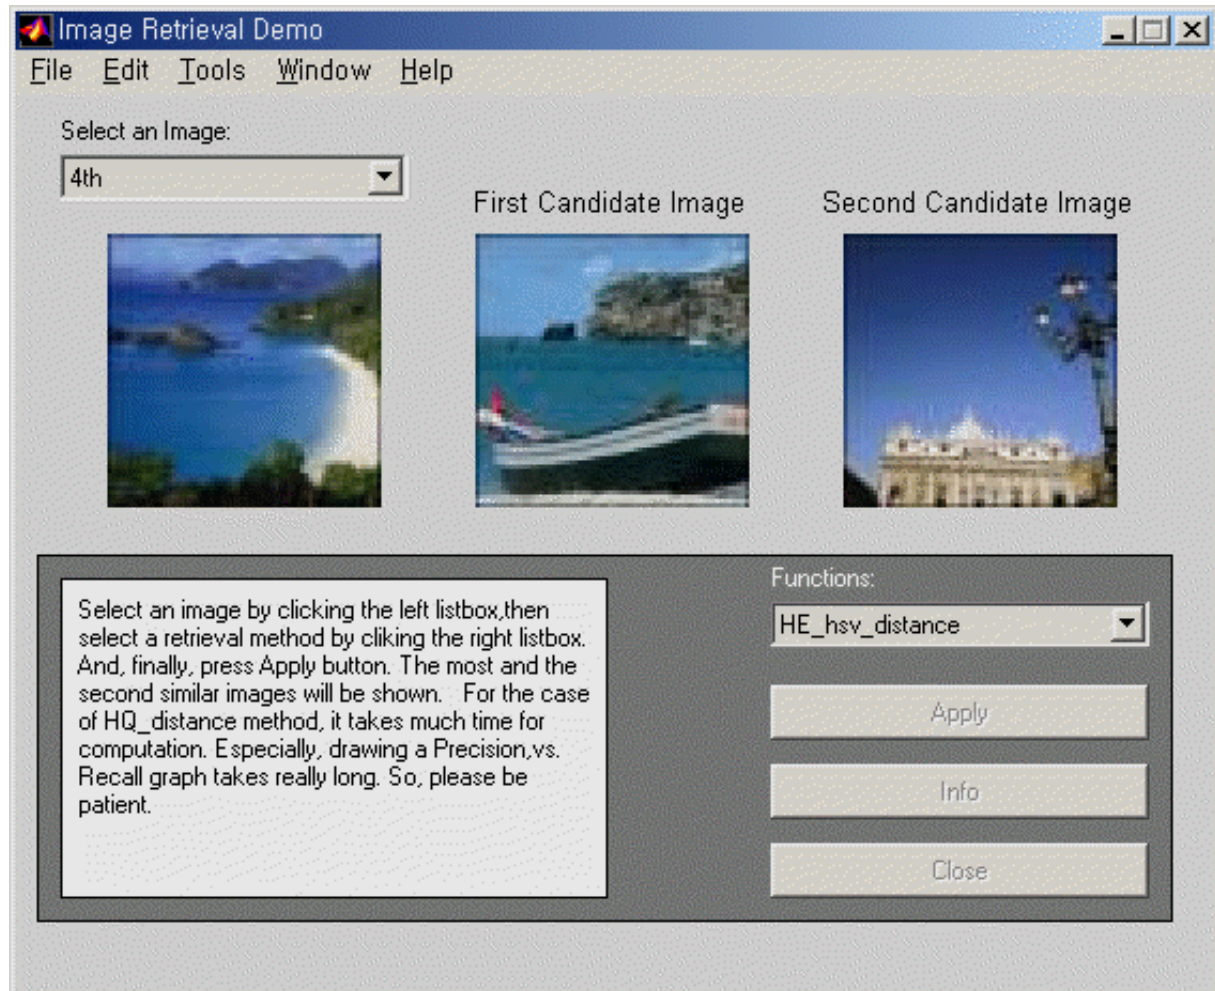 Image Retrieval Demo
File Edit Tools Window Help
Select an Image:
4th
First Candidate Image
Second Candidate Image
Select an image by clicking the left listbox,then
select a retrieval method by cliking the right listbox.
And, finally, press Apply button. The most and the
second similar images will be shown. For the case
of HQ_distance method, it takes much time for
computation. Especially, drawing a Precision,vs.
Recall graph takes really long. So, please be
patient.
Functions:
HE_hsv_distance
Apply
Info
Close